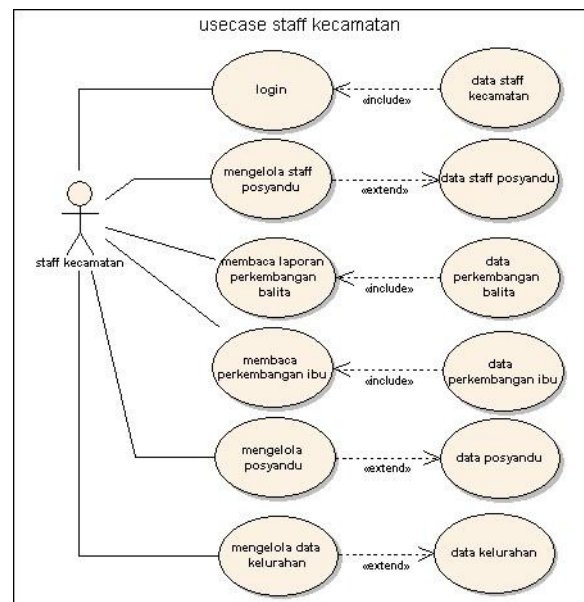 usecase staff kecamatan
login
«include»
data staff
kecamatan
mengelola staff
posyandu
«extend»
data staff posyandu
staff kecamatan
membaca laporan
perkembangan
balita
«include»
data
perkembangan
balita
membaca
perkembangan ibu
«include»
data
perkembangan ibu
mengelola
posyandu
«extend»
data posyandu
mengelola data
kelurahan
«extend»
data kelurahan